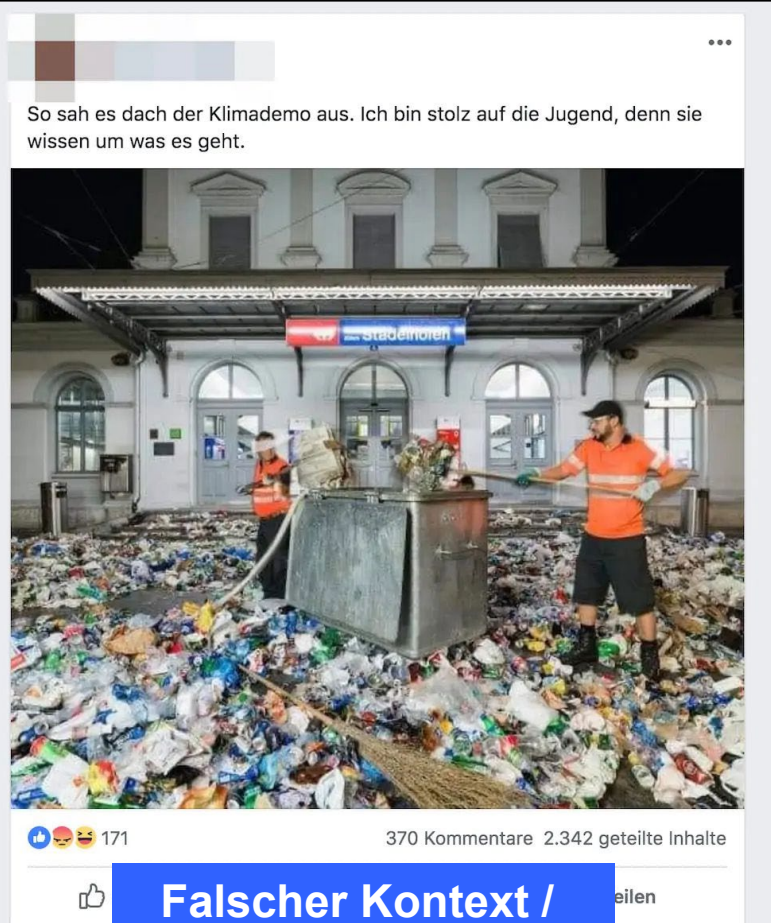 So sah es dach der Klimademo aus. Ich bin stolz auf die Jugend, denn sie
wissen um was es geht.
Stadelhofen
171
370 Kommentare 2.342 geteilte Inhalte
Falscher Kontext /
eilen